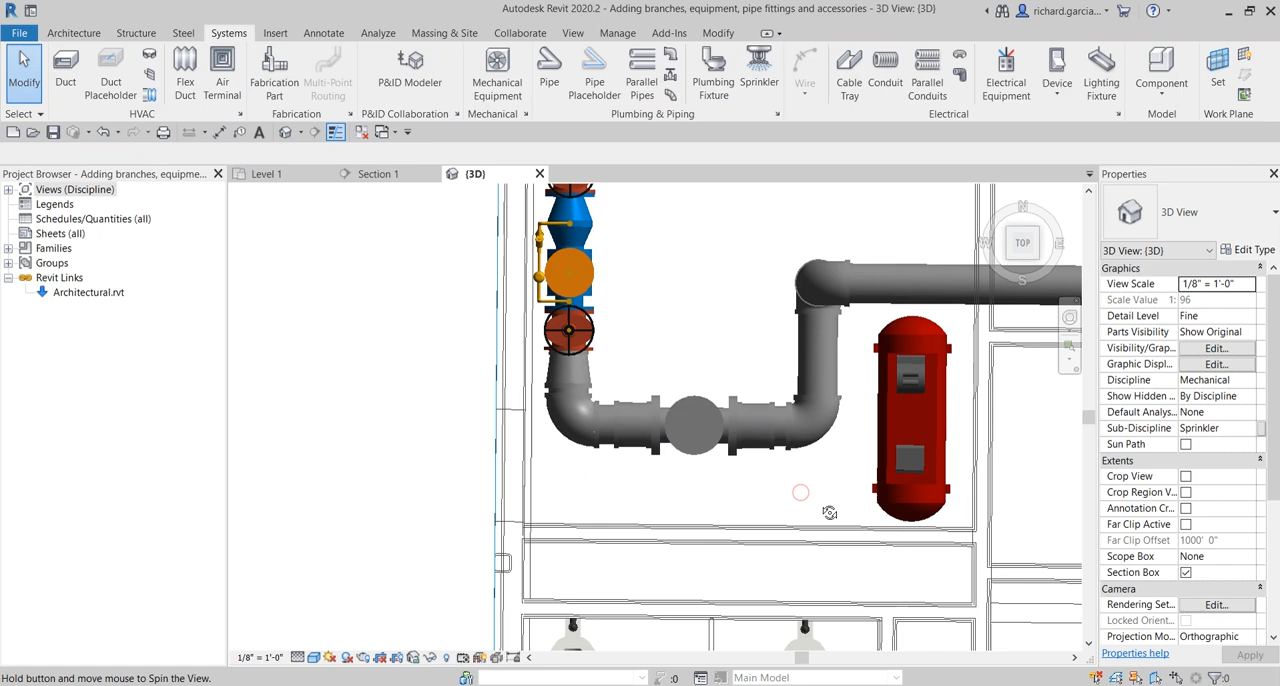 Autodesk Revit 2020.2 - Adding branches, equipment, pipe fittings and accessories - 3D View: {3D}
richard.garcia...
File Architecture Structure Steel Systems Insert Annotate Analyze Massing & Site Collaborate View Manage Add-Ins Modify
Modify
Duct
Duct Placeholder
Flex Duct
Air Terminal
Fabrication Part
Multi-Point Routing
P&ID Modeler
Mechanical Equipment
Pipe
Pipe Placeholder
Parallel Pipes
Plumbing Fixture
Sprinkler
Wire
Cable Tray
Conduit
Parallel Conduits
Electrical Equipment
Device
Lighting Fixture
Component
Set
Select HVAC Fabrication P&ID Collaboration Mechanical Plumbing & Piping Electrical Model Work Plane
Project Browser - Adding branches, equipme...
Views (Discipline)
Legends
Schedules/Quantities (all)
Sheets (all)
Families
Groups
Revit Links
Architectural.rvt
Level 1
Section 1
{3D}
N
W
TOP
E
S
Properties
3D View
3D View: {3D} Edit Type
Graphics
View Scale 1/8" = 1'-0"
Scale Value 1: 96
Detail Level Fine
Parts Visibility Show Original
Visibility/Grap... Edit...
Graphic Displ... Edit...
Discipline Mechanical
Show Hidden ... By Discipline
Default Analys... None
Sub-Discipline Sprinkler
Sun Path
Extents
Crop View
Crop Region V...
Annotation Cr...
Far Clip Active
Far Clip Offset 1000' 0"
Scope Box None
Section Box
Camera
Rendering Set... Edit...
Locked Orient...
Projection Mo... Orthographic
Properties help Apply
1/8" = 1'-0"
Hold button and move mouse to Spin the View.
:0
Main Model
:0